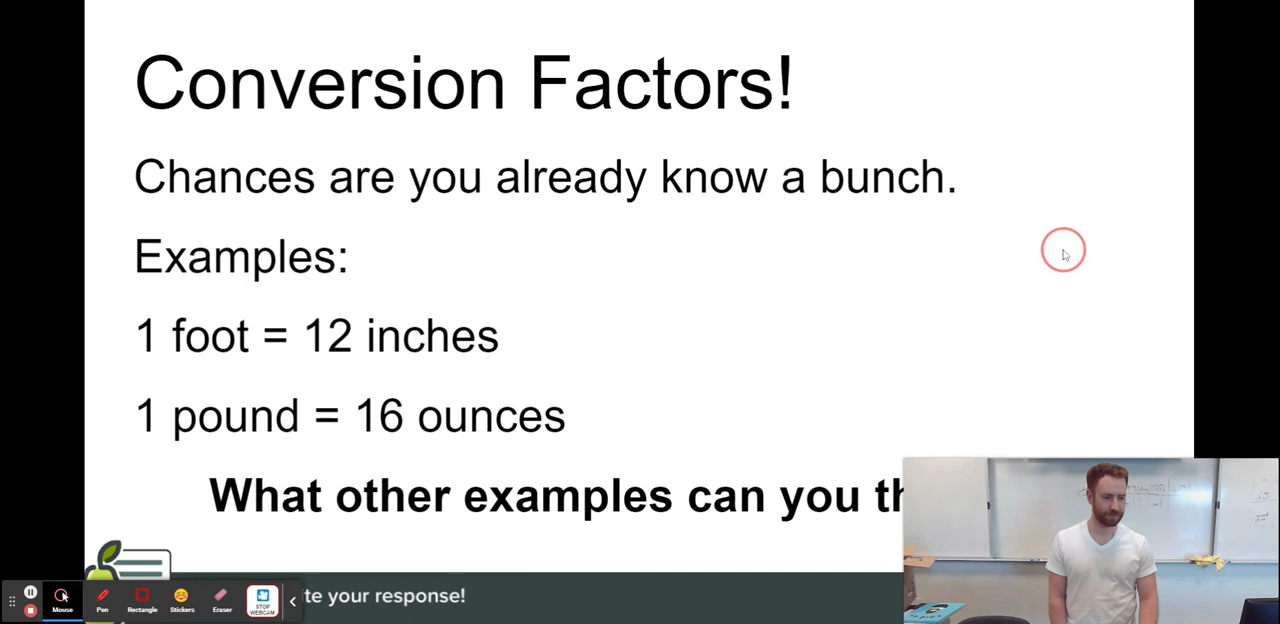 Conversion Factors!
Chances are you already know a bunch.
Examples:
1 foot = 12 inches
1 pound = 16 ounces
What other examples can you th
te your response!
Mouse
Pen
Rectangle
Stickers
Eraser
STOP
WEBCAM